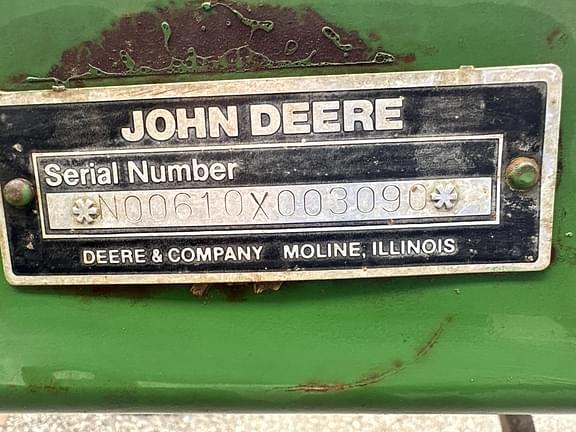 JOHN DEERE
Serial Number
*N00610X003090*
DEERE & COMPANY MOLINE, ILLINOIS